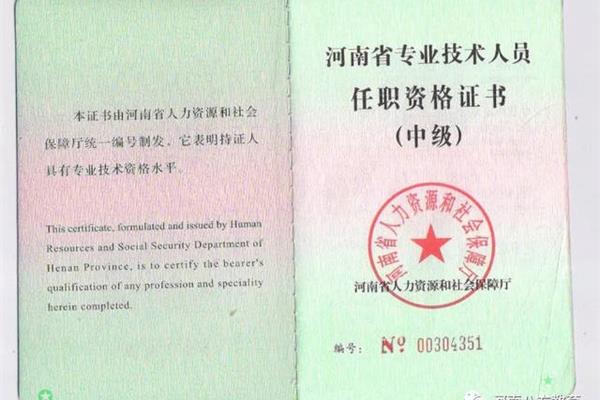 本证书由河南省人力资源和社会
保障厅统一编号制发，它表明持证人
具有专业技术资格水平。
This certificate, formulated and issued by Human
Resources and Social Security Department of
Henan Province, is to certify the bearer's
qualification of any profession and speciality
herein completed.
河南省专业技术人员
任职资格证书
(中级)
河南省人力资源和社会保障厅
河南省人力资源和社会保障厅
编号: № 00304351